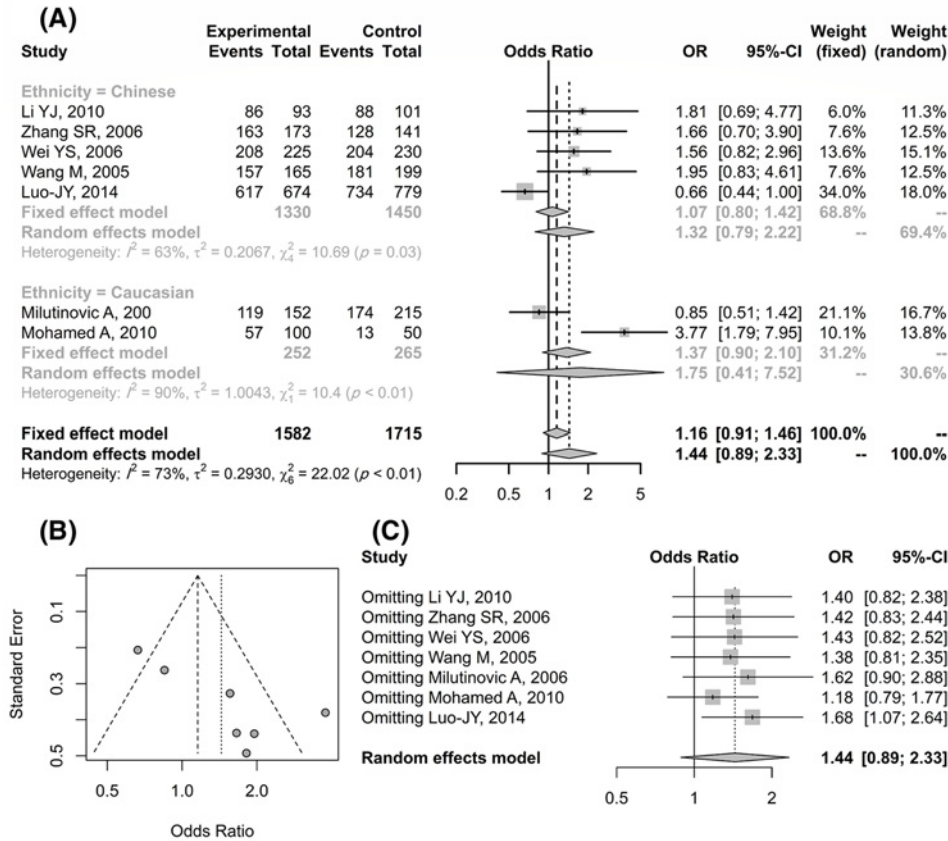 (A)
Experimental Control Weight Weight
Study Events Total Events Total Odds Ratio OR 95%-CI (fixed) (random)
Ethnicity = Chinese
Li YJ, 2010 86 93 88 101 1.81 [0.69; 4.77] 6.0% 11.3%
Zhang SR, 2006 163 173 128 141 1.66 [0.70; 3.90] 7.6% 12.5%
Wei YS, 2006 208 225 204 230 1.56 [0.82; 2.96] 13.6% 15.1%
Wang M, 2005 157 165 181 199 1.95 [0.83; 4.61] 7.6% 12.5%
Luo-JY, 2014 617 674 734 779 0.66 [0.44; 1.00] 34.0% 18.0%
Fixed effect model 1330 1450 1.07 [0.80; 1.42] 68.8% --
Random effects model 1.32 [0.79; 2.22] -- 69.4%
Heterogeneity: I² = 63%, τ² = 0.2067, χ²₄ = 10.69 (p = 0.03)
Ethnicity = Caucasian
Milutinovic A, 200 119 152 174 215 0.85 [0.51; 1.42] 21.1% 16.7%
Mohamed A, 2010 57 100 13 50 3.77 [1.79; 7.95] 10.1% 13.8%
Fixed effect model 252 265 1.37 [0.90; 2.10] 31.2% --
Random effects model 1.75 [0.41; 7.52] -- 30.6%
Heterogeneity: I² = 90%, τ² = 1.0043, χ²₁ = 10.4 (p < 0.01)
Fixed effect model 1582 1715 1.16 [0.91; 1.46] 100.0% --
Random effects model 1.44 [0.89; 2.33] -- 100.0%
Heterogeneity: I² = 73%, τ² = 0.2930, χ²₆ = 22.02 (p < 0.01)
0.2 0.5 1 2 5
(B)
Standard Error
0.1
0.3
0.5
0.5 1.0 2.0
Odds Ratio
(C)
Study Odds Ratio OR 95%-CI
Omitting Li YJ, 2010 1.40 [0.82; 2.38]
Omitting Zhang SR, 2006 1.42 [0.83; 2.44]
Omitting Wei YS, 2006 1.43 [0.82; 2.52]
Omitting Wang M, 2005 1.38 [0.81; 2.35]
Omitting Milutinovic A, 2006 1.62 [0.90; 2.88]
Omitting Mohamed A, 2010 1.18 [0.79; 1.77]
Omitting Luo-JY, 2014 1.68 [1.07; 2.64]
Random effects model 1.44 [0.89; 2.33]
0.5 1 2